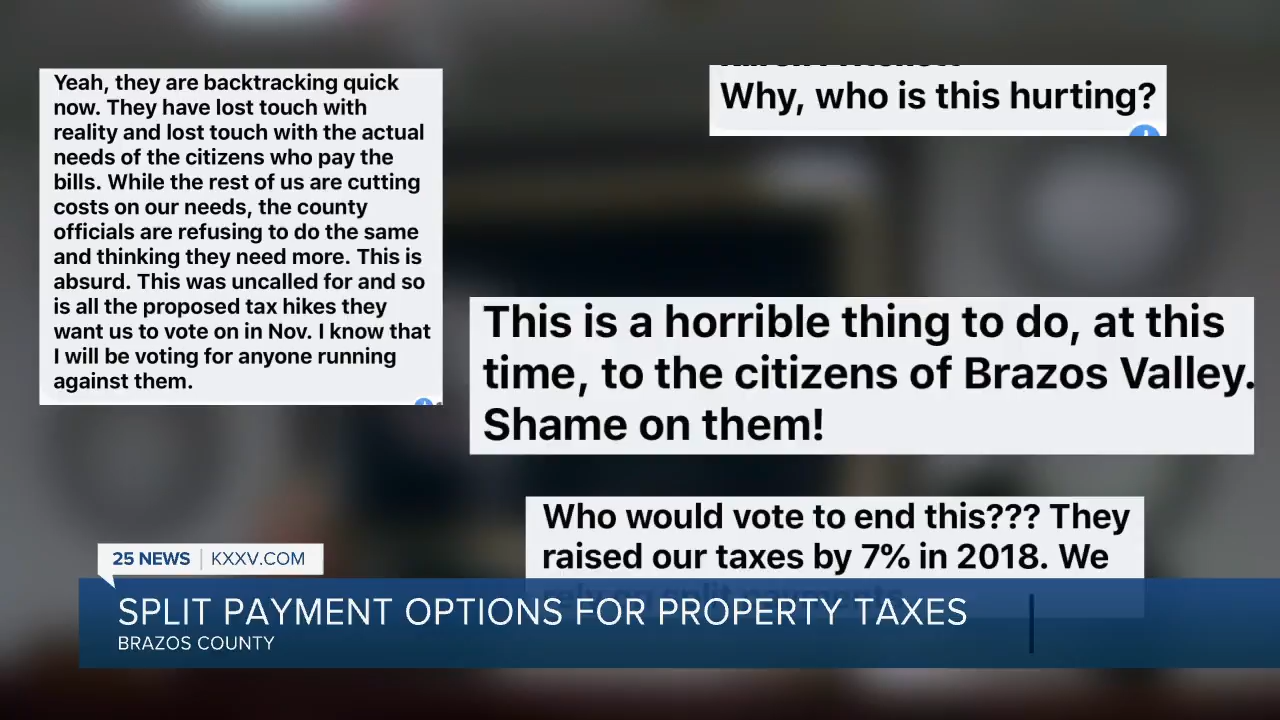 Yeah, they are backtracking quick
now. They have lost touch with
reality and lost touch with the actual
needs of the citizens who pay the
bills. While the rest of us are cutting
costs on our needs, the county
officials are refusing to do the same
and thinking they need more. This is
absurd. This was uncalled for and so
is all the proposed tax hikes they
want us to vote on in Nov. I know that
I will be voting for anyone running
against them.
Why, who is this hurting?
This is a horrible thing to do, at this
time, to the citizens of Brazos Valley.
Shame on them!
Who would vote to end this??? They
raised our taxes by 7% in 2018. We
rely on split payments
25 NEWS | KXXV.COM
SPLIT PAYMENT OPTIONS FOR PROPERTY TAXES
BRAZOS COUNTY